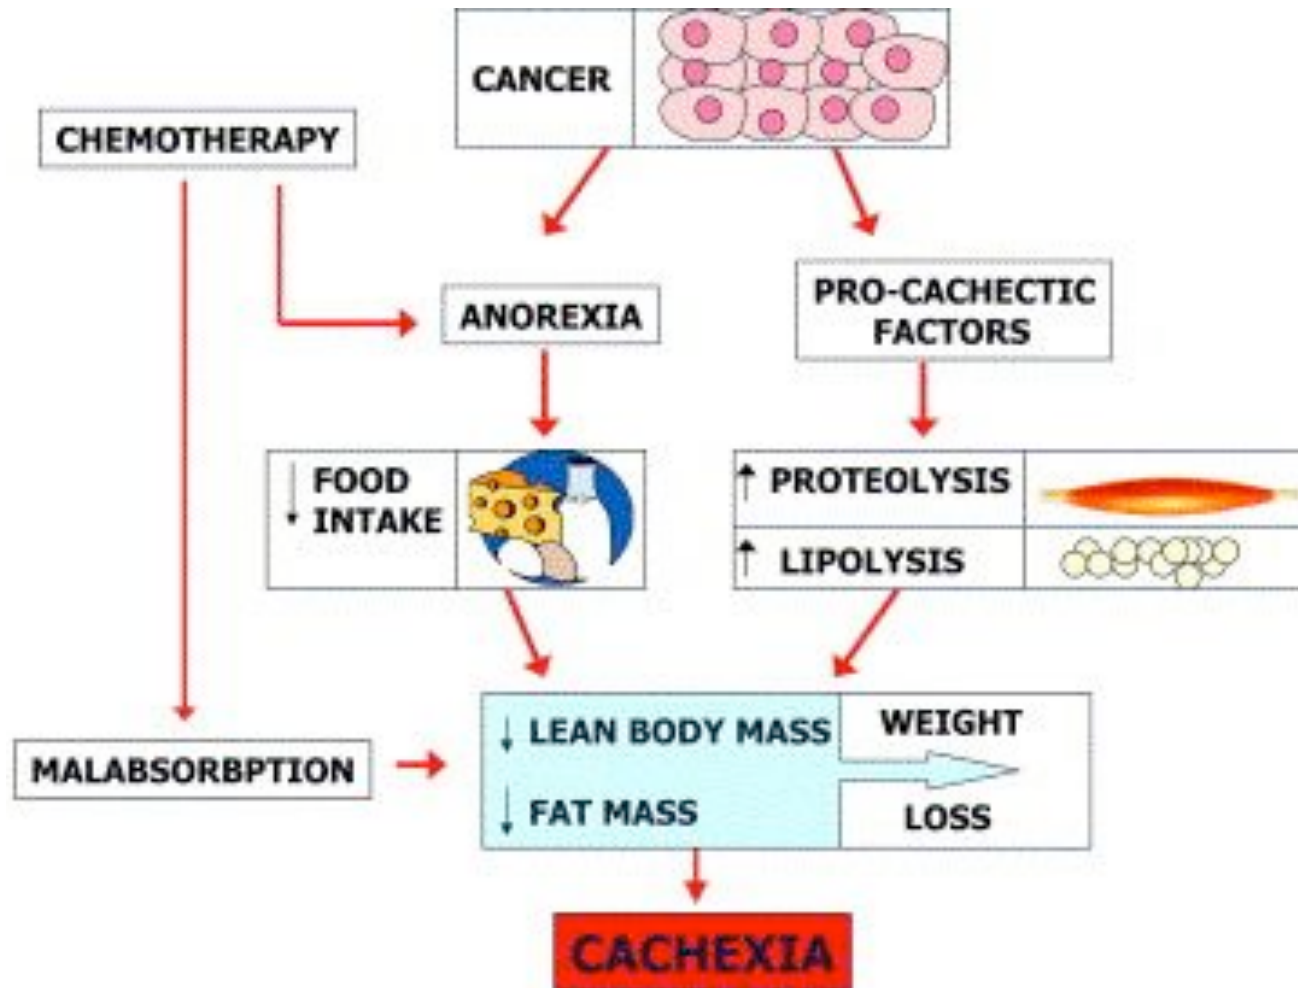 CANCER
CHEMOTHERAPY
ANOREXIA
PRO-CACHECTIC
FACTORS
↓ FOOD
INTAKE
↑ PROTEOLYSIS
↑ LIPOLYSIS
MALABSORBPTION
↓ LEAN BODY MASS
↓ FAT MASS
WEIGHT
LOSS
CACHEXIA